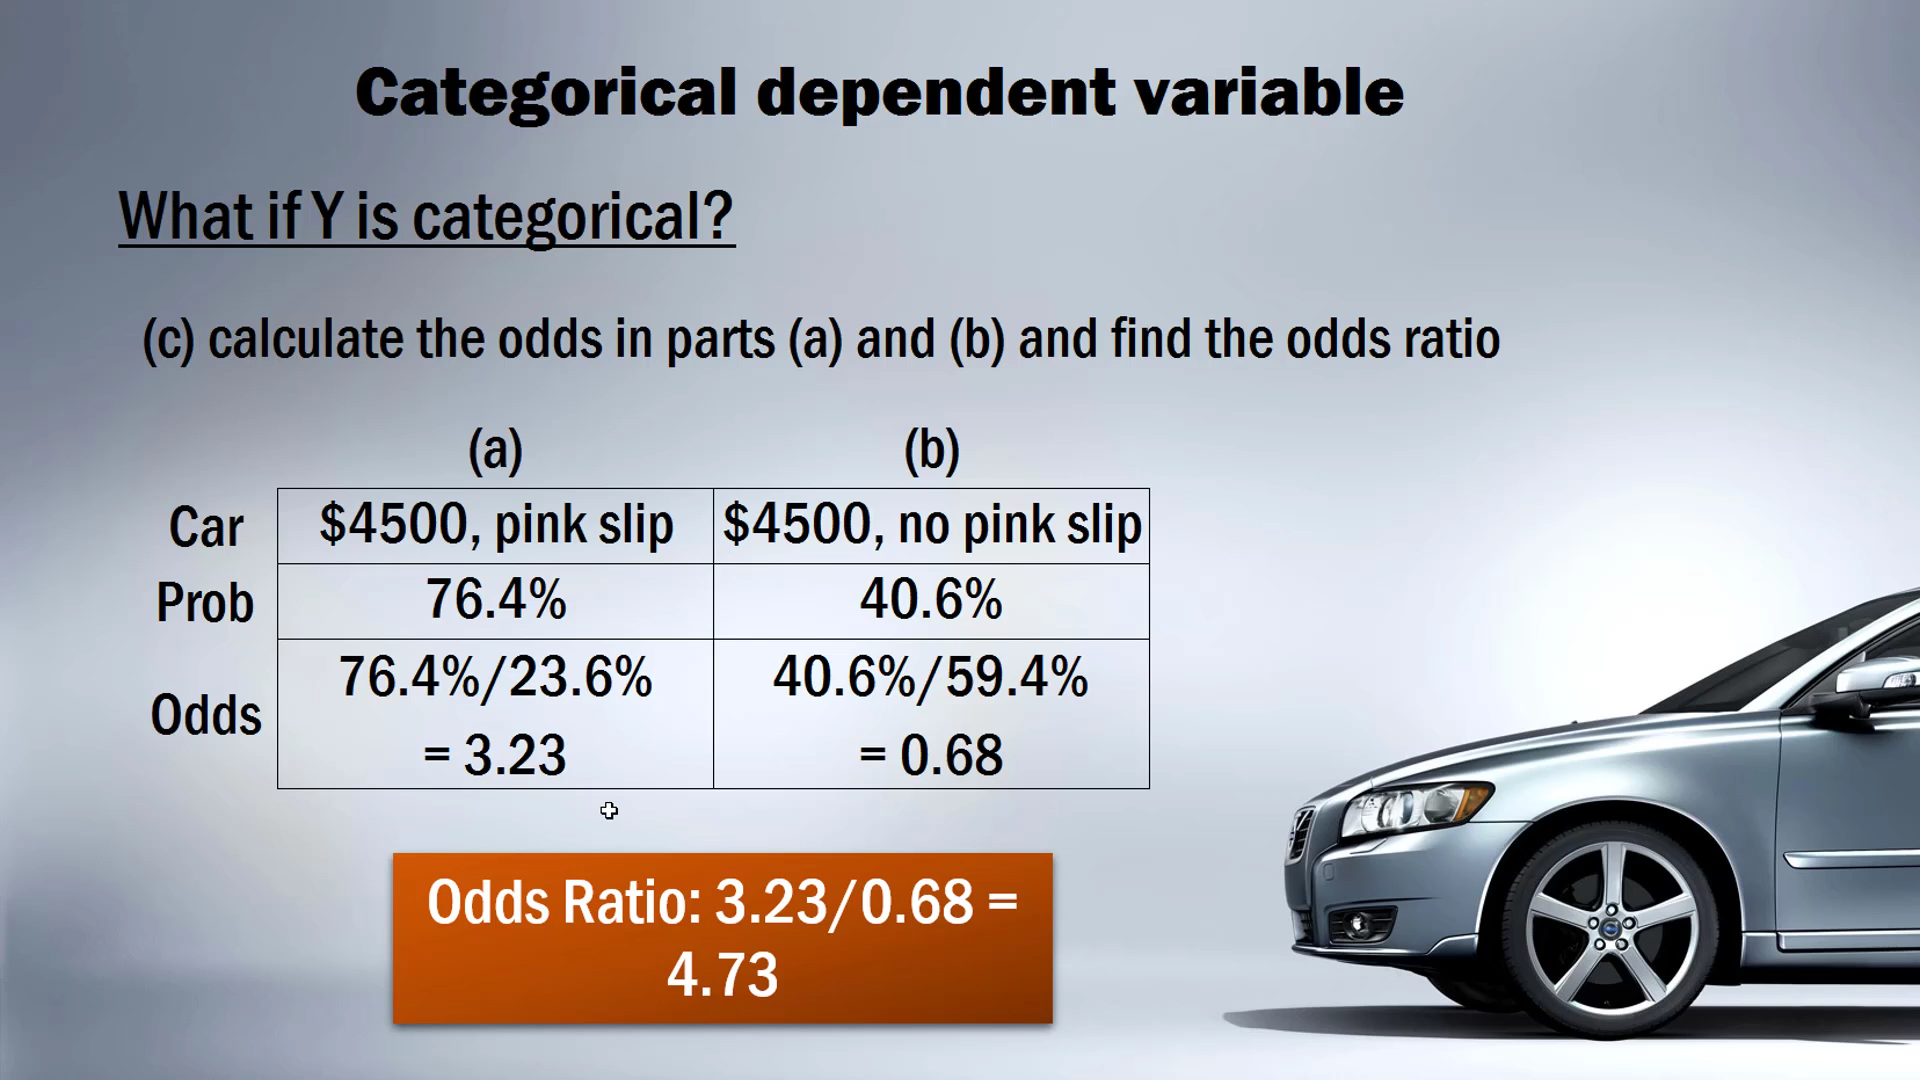 Categorical dependent variable
What if Y is categorical?
(c) calculate the odds in parts (a) and (b) and find the odds ratio
(a) (b)
Car $4500, pink slip $4500, no pink slip
Prob 76.4% 40.6%
Odds 76.4%/23.6% 40.6%/59.4%
= 3.23 = 0.68
Odds Ratio: 3.23/0.68 =
4.73